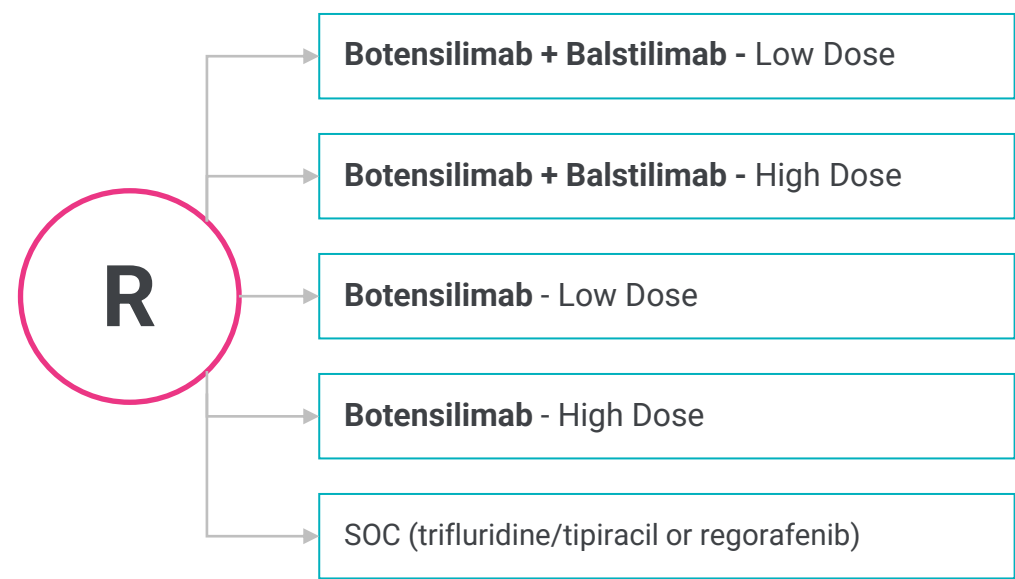 Botensilimab + Balstilimab - Low Dose
Botensilimab + Balstilimab - High Dose
R
Botensilimab - Low Dose
Botensilimab - High Dose
SOC (trifluridine/tipiracil or regorafenib)